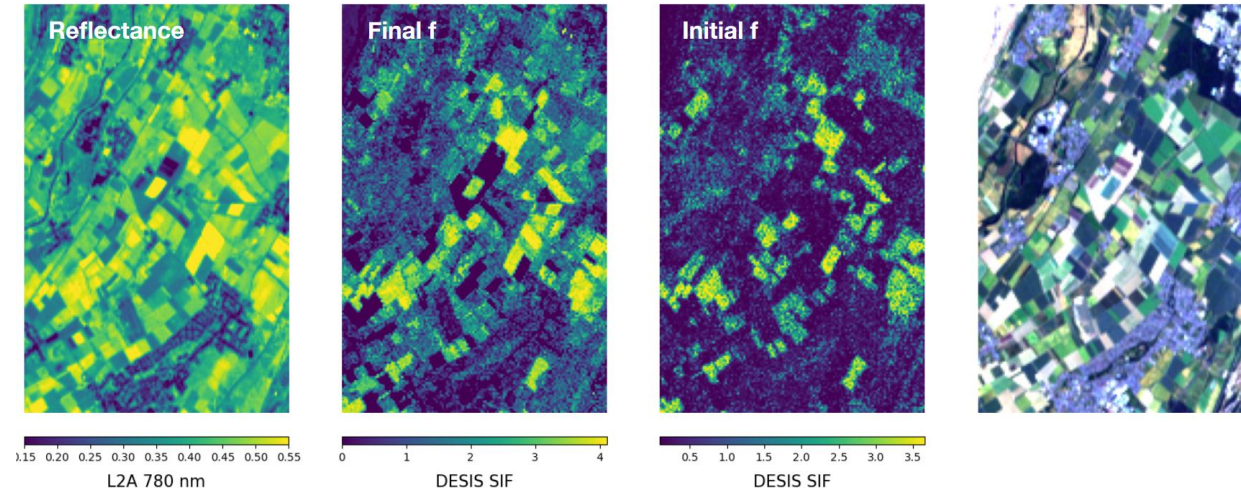 Reflectance
Final f
Initial f
0.15 0.20 0.25 0.30 0.35 0.40 0.45 0.50 0.55
L2A 780 nm
0 1 2 3 4
DESIS SIF
0.5 1.0 1.5 2.0 2.5 3.0 3.5
DESIS SIF